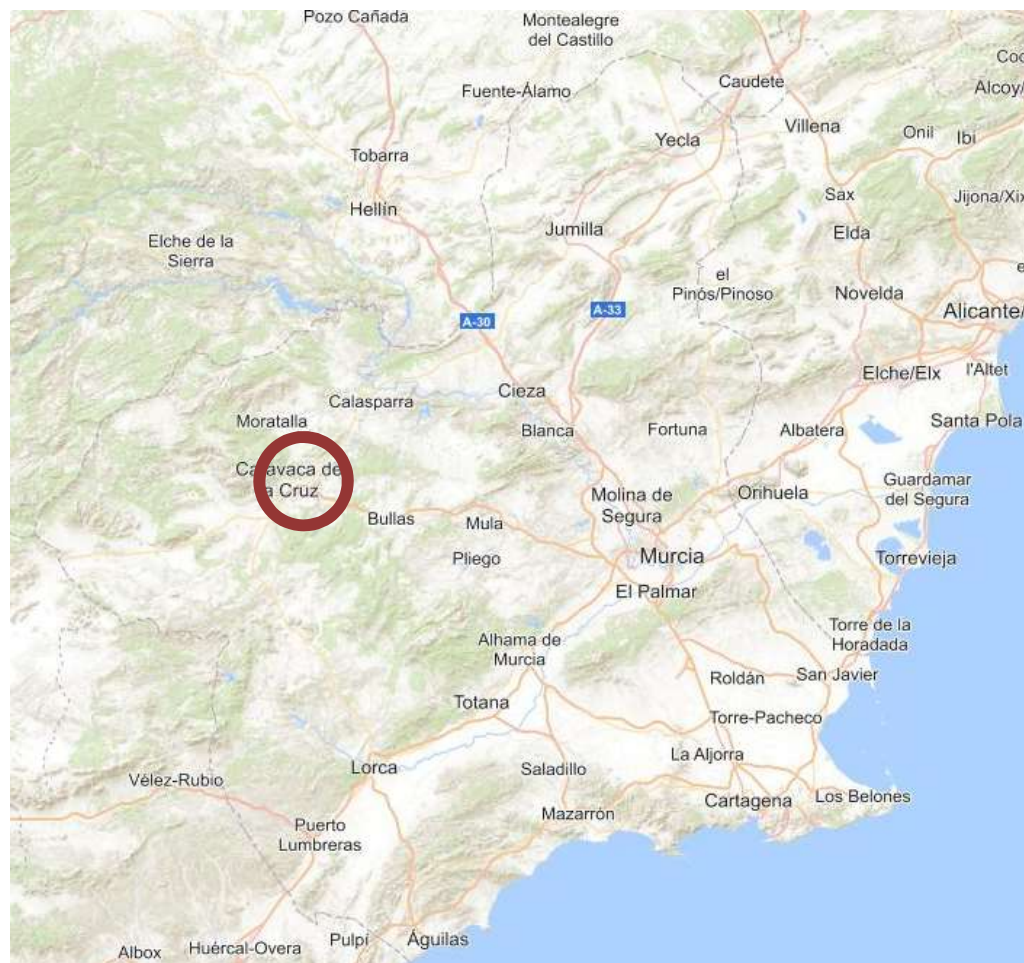 Pozo Cañada
Montealegre
del Castillo
Caudete
Alcoy/
Fuente-Álamo
Villena
Onil
Ibi
Yecla
Tobarra
Sax
Jijona/Xix
Hellín
Jumilla
Elda
Elche de la
Sierra
el
Pinós/Pinoso
Novelda
A-30
A-33
Alicante/
Cieza
Elche/Elx
l'Altet
Calasparra
Moratalla
Blanca
Fortuna
Albatera
Santa Pola
Caravaca de
la Cruz
Molina de
Segura
Orihuela
Guardamar
del Segura
Bullas
Mula
Pliego
Murcia
Torrevieja
El Palmar
Alhama de
Murcia
Torre de la
Horadada
Roldán
San Javier
Totana
Torre-Pacheco
La Aljorra
Lorca
Saladillo
Vélez-Rubio
Cartagena
Los Belones
Mazarrón
Puerto
Lumbreras
Albox
Huércal-Overa
Pulpí
Águilas